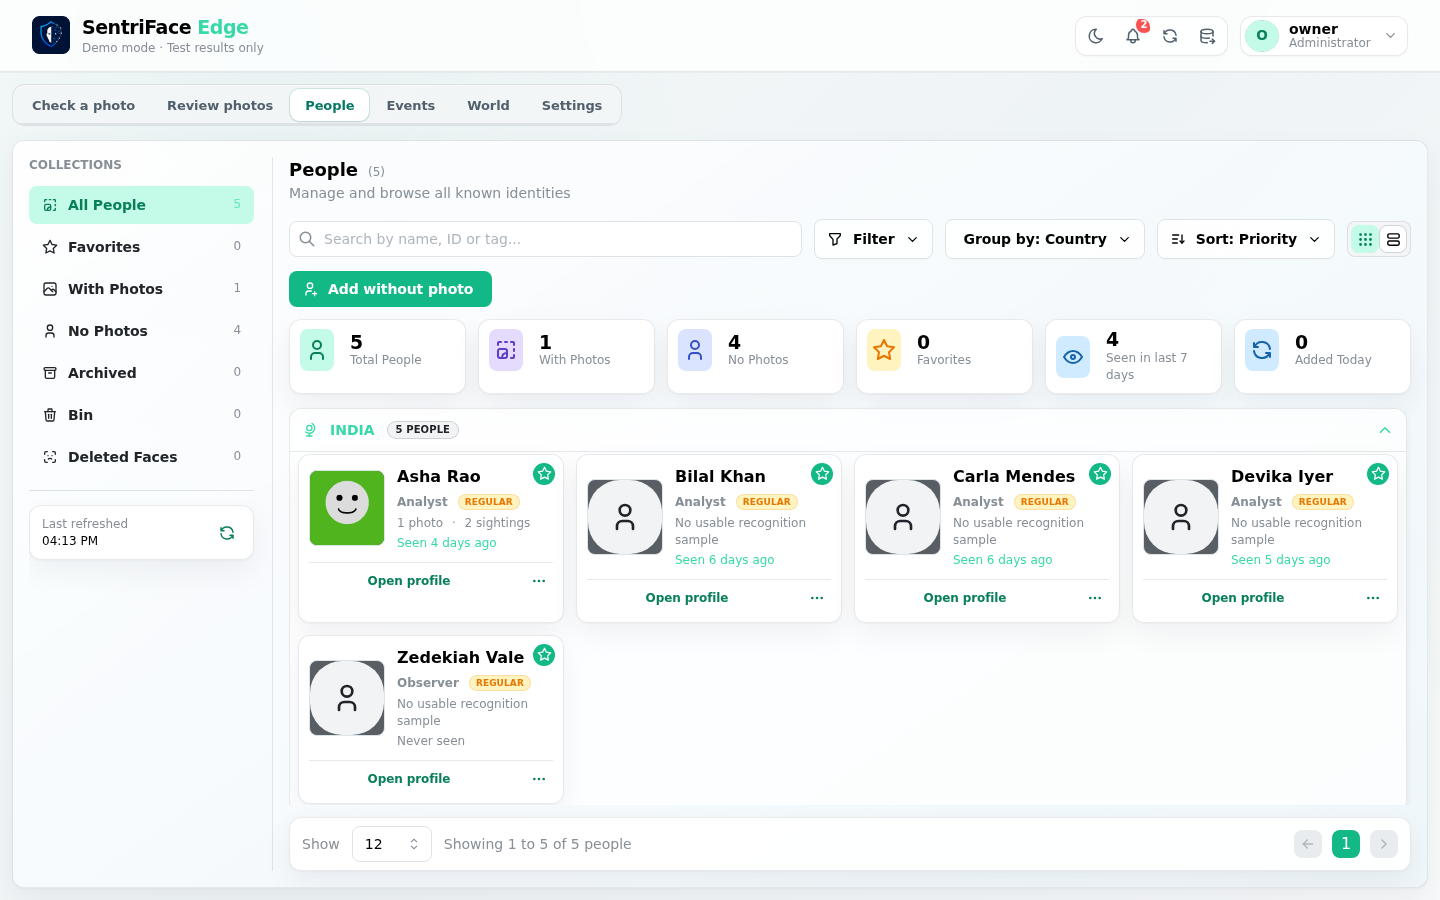 SentriFace Edge
Demo mode · Test results only
2
O
owner
Administrator
Check a photo
Review photos
People
Events
World
Settings
COLLECTIONS
All People 5
Favorites 0
With Photos 1
No Photos 4
Archived 0
Bin 0
Deleted Faces 0
Last refreshed
04:13 PM
People (5)
Manage and browse all known identities
Search by name, ID or tag...
Filter
Group by: Country
Sort: Priority
Add without photo
5
Total People
1
With Photos
4
No Photos
0
Favorites
4
Seen in last 7
days
0
Added Today
INDIA 5 PEOPLE
Asha Rao
Analyst REGULAR
1 photo · 2 sightings
Seen 4 days ago
Open profile
Bilal Khan
Analyst REGULAR
No usable recognition
sample
Seen 6 days ago
Open profile
Carla Mendes
Analyst REGULAR
No usable recognition
sample
Seen 6 days ago
Open profile
Devika Iyer
Analyst REGULAR
No usable recognition
sample
Seen 5 days ago
Open profile
Zedekiah Vale
Observer REGULAR
No usable recognition
sample
Never seen
Open profile
Show 12 Showing 1 to 5 of 5 people
1